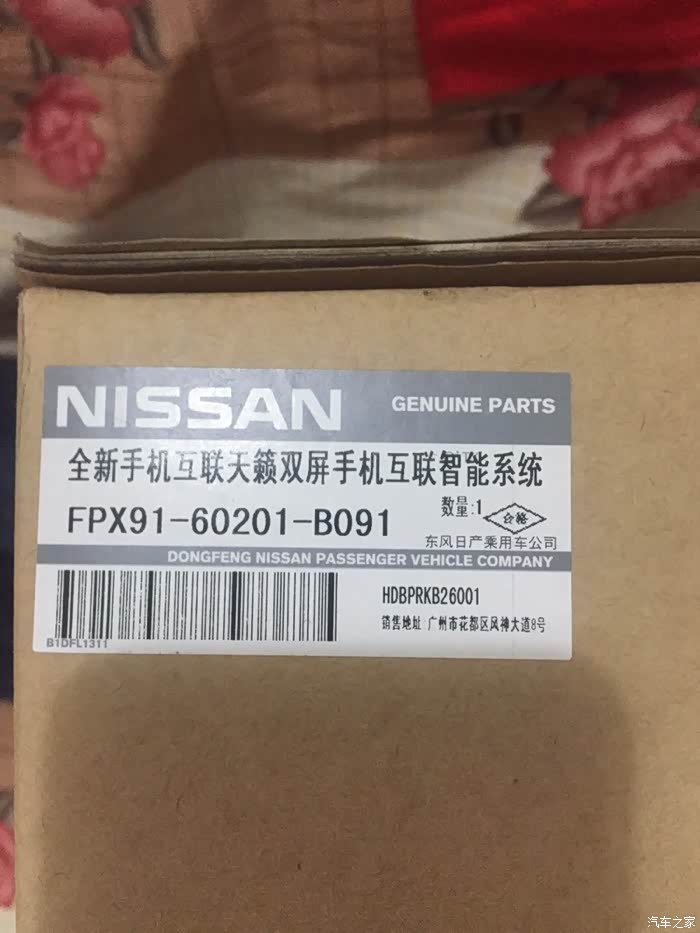 NISSAN GENUINE PARTS
全新手机互联天籁双屏手机互联智能系统
数量:1 合格
FPX91-60201-B091
东风日产乘用车公司
DONGFENG NISSAN PASSENGER VEHICLE COMPANY
HDBPRKB26001
销售地址:广州市花都区风神大道8号
B1DFL1311
汽车之家